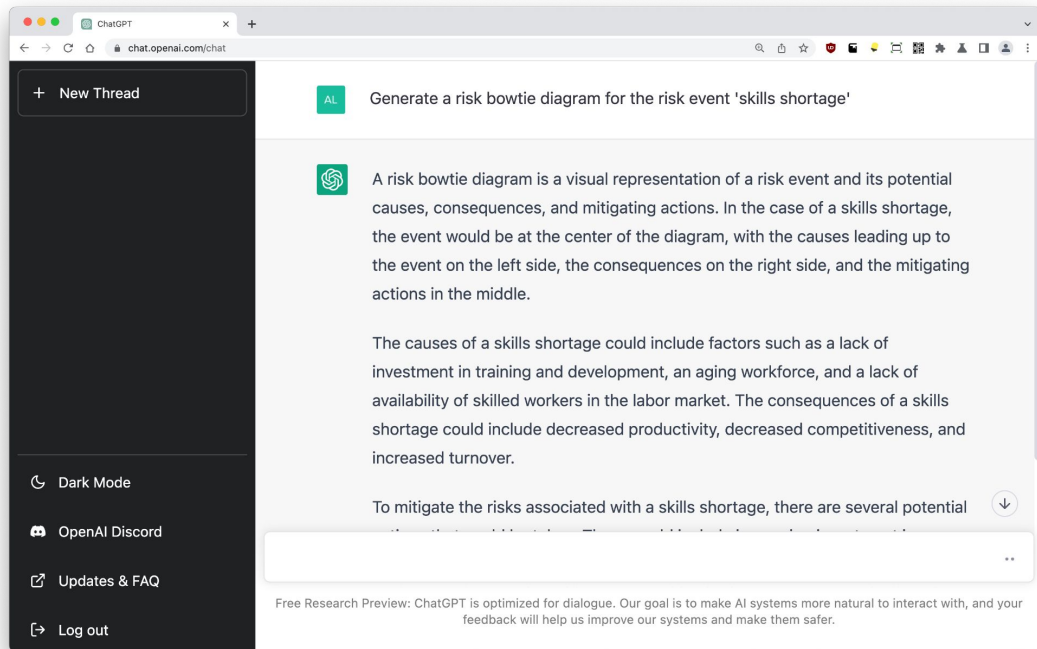 ChatGPT
chat.openai.com/chat
New Thread
AL
Generate a risk bowtie diagram for the risk event 'skills shortage'
A risk bowtie diagram is a visual representation of a risk event and its potential
causes, consequences, and mitigating actions. In the case of a skills shortage,
the event would be at the center of the diagram, with the causes leading up to
the event on the left side, the consequences on the right side, and the mitigating
actions in the middle.
The causes of a skills shortage could include factors such as a lack of
investment in training and development, an aging workforce, and a lack of
availability of skilled workers in the labor market. The consequences of a skills
shortage could include decreased productivity, decreased competitiveness, and
increased turnover.
To mitigate the risks associated with a skills shortage, there are several potential
Dark Mode
OpenAI Discord
Updates & FAQ
Log out
Free Research Preview: ChatGPT is optimized for dialogue. Our goal is to make AI systems more natural to interact with, and your
feedback will help us improve our systems and make them safer.